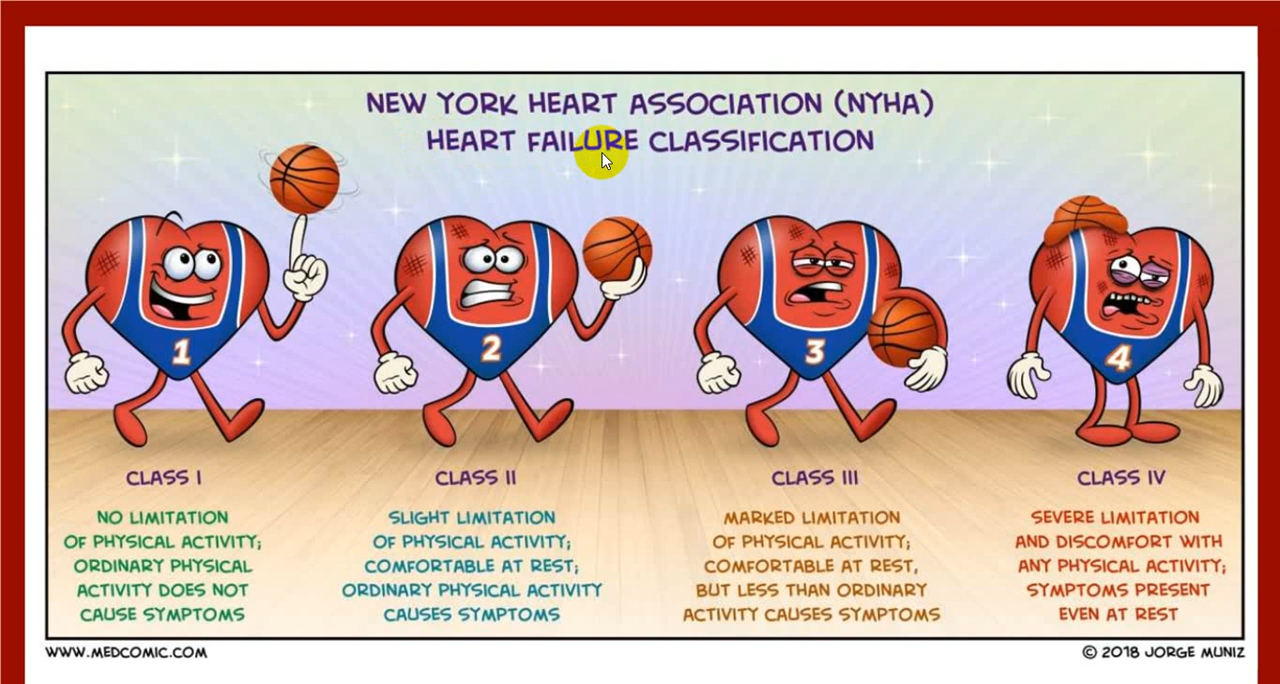 NEW YORK HEART ASSOCIATION (NYHA)
HEART FAILURE CLASSIFICATION
1
2
3
4
CLASS I
NO LIMITATION
OF PHYSICAL ACTIVITY;
ORDINARY PHYSICAL
ACTIVITY DOES NOT
CAUSE SYMPTOMS
CLASS II
SLIGHT LIMITATION
OF PHYSICAL ACTIVITY;
COMFORTABLE AT REST;
ORDINARY PHYSICAL ACTIVITY
CAUSES SYMPTOMS
CLASS III
MARKED LIMITATION
OF PHYSICAL ACTIVITY;
COMFORTABLE AT REST,
BUT LESS THAN ORDINARY
ACTIVITY CAUSES SYMPTOMS
CLASS IV
SEVERE LIMITATION
AND DISCOMFORT WITH
ANY PHYSICAL ACTIVITY;
SYMPTOMS PRESENT
EVEN AT REST
WWW.MEDCOMIC.COM
© 2018 JORGE MUNIZ